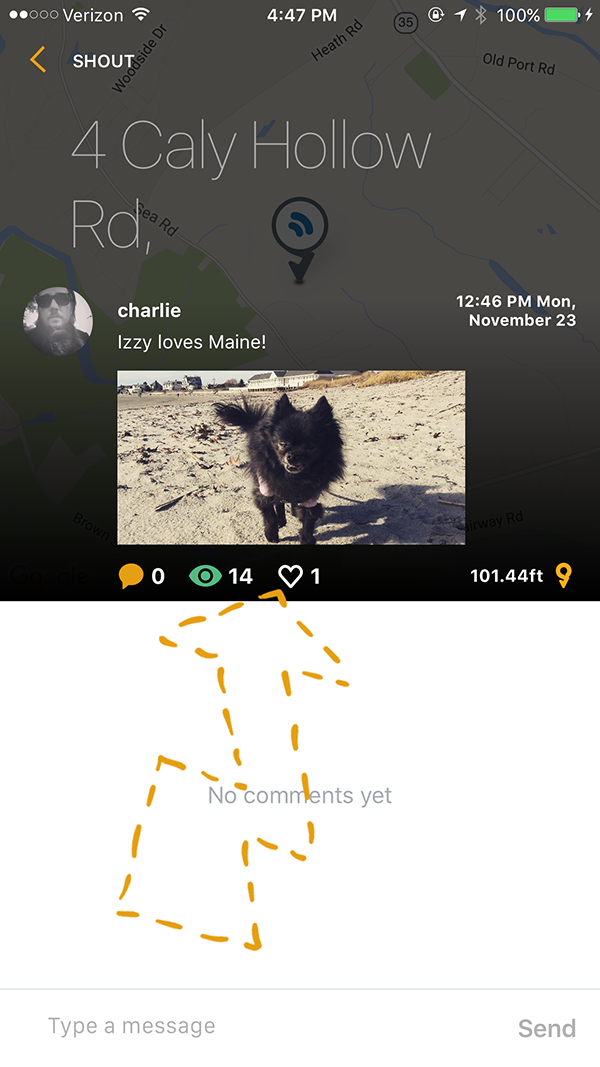 Verizon 4:47 PM 100%
Woodside Dr
Heath Rd
35
Old Port Rd
SHOUT
4 Caly Hollow
Rd,
Sea Rd
charlie
12:46 PM Mon,
November 23
Izzy loves Maine!
Brown
airway Rd
Google
0 14 1 101.44ft
No comments yet
Type a message Send